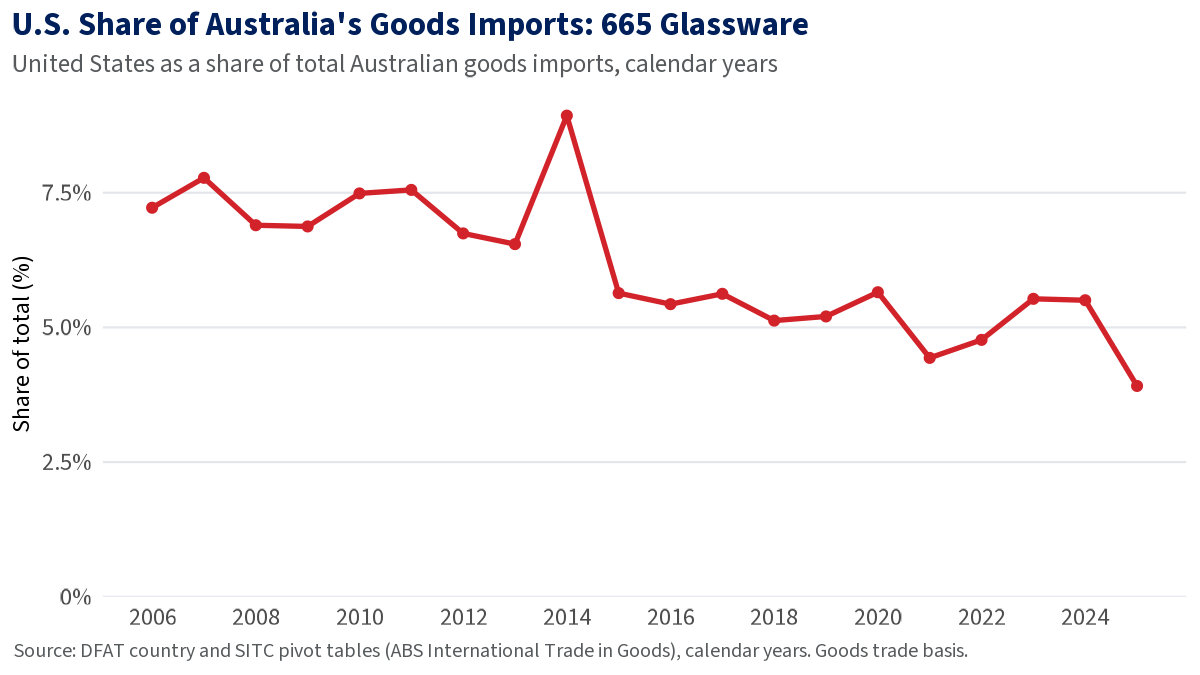 U.S. Share of Australia's Goods Imports: 665 Glassware
United States as a share of total Australian goods imports, calendar years
Share of total (%)
7.5%
5.0%
2.5%
0%
2006 2008 2010 2012 2014 2016 2018 2020 2022 2024
Source: DFAT country and SITC pivot tables (ABS International Trade in Goods), calendar years. Goods trade basis.